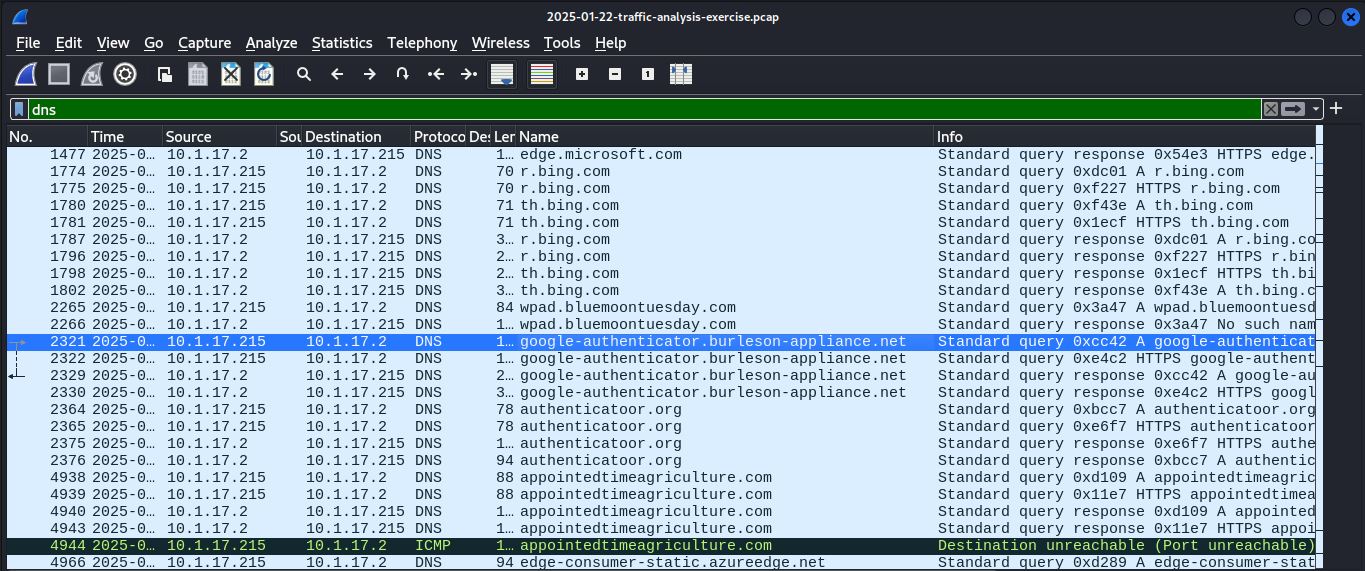 2025-01-22-traffic-analysis-exercise.pcap
File Edit View Go Capture Analyze Statistics Telephony Wireless Tools Help
dns
No. Time Source Sou Destination Protoco Des Ler Name Info
1477 2025-0… 10.1.17.2 10.1.17.215 DNS 1… edge.microsoft.com Standard query response 0x54e3 HTTPS edge.
1774 2025-0… 10.1.17.215 10.1.17.2 DNS 70 r.bing.com Standard query 0xdc01 A r.bing.com
1775 2025-0… 10.1.17.215 10.1.17.2 DNS 70 r.bing.com Standard query 0xf227 HTTPS r.bing.com
1780 2025-0… 10.1.17.215 10.1.17.2 DNS 71 th.bing.com Standard query 0xf43e A th.bing.com
1781 2025-0… 10.1.17.215 10.1.17.2 DNS 71 th.bing.com Standard query 0x1ecf HTTPS th.bing.com
1787 2025-0… 10.1.17.2 10.1.17.215 DNS 3… r.bing.com Standard query response 0xdc01 A r.bing.co
1796 2025-0… 10.1.17.2 10.1.17.215 DNS 2… r.bing.com Standard query response 0xf227 HTTPS r.bin
1798 2025-0… 10.1.17.2 10.1.17.215 DNS 2… th.bing.com Standard query response 0x1ecf HTTPS th.bi
1802 2025-0… 10.1.17.2 10.1.17.215 DNS 3… th.bing.com Standard query response 0xf43e A th.bing.c
2265 2025-0… 10.1.17.215 10.1.17.2 DNS 84 wpad.bluemoontuesday.com Standard query 0x3a47 A wpad.bluemoontuesd
2266 2025-0… 10.1.17.2 10.1.17.215 DNS 1… wpad.bluemoontuesday.com Standard query response 0x3a47 No such nam
2321 2025-0… 10.1.17.215 10.1.17.2 DNS 1… google-authenticator.burleson-appliance.net Standard query 0xcc42 A google-authenticat
2322 2025-0… 10.1.17.215 10.1.17.2 DNS 1… google-authenticator.burleson-appliance.net Standard query 0xe4c2 HTTPS google-authent
2329 2025-0… 10.1.17.2 10.1.17.215 DNS 2… google-authenticator.burleson-appliance.net Standard query response 0xcc42 A google-au
2330 2025-0… 10.1.17.2 10.1.17.215 DNS 3… google-authenticator.burleson-appliance.net Standard query response 0xe4c2 HTTPS googl
2364 2025-0… 10.1.17.215 10.1.17.2 DNS 78 authenticatoor.org Standard query 0xbcc7 A authenticatoor.org
2365 2025-0… 10.1.17.215 10.1.17.2 DNS 78 authenticatoor.org Standard query 0xe6f7 HTTPS authenticatoor
2375 2025-0… 10.1.17.2 10.1.17.215 DNS 1… authenticatoor.org Standard query response 0xe6f7 HTTPS authe
2376 2025-0… 10.1.17.2 10.1.17.215 DNS 94 authenticatoor.org Standard query response 0xbcc7 A authentic
4938 2025-0… 10.1.17.215 10.1.17.2 DNS 88 appointedtimeagriculture.com Standard query 0xd109 A appointedtimeagric
4939 2025-0… 10.1.17.215 10.1.17.2 DNS 88 appointedtimeagriculture.com Standard query 0x11e7 HTTPS appointedtimea
4940 2025-0… 10.1.17.2 10.1.17.215 DNS 1… appointedtimeagriculture.com Standard query response 0xd109 A appointed
4943 2025-0… 10.1.17.2 10.1.17.215 DNS 1… appointedtimeagriculture.com Standard query response 0x11e7 HTTPS appoi
4944 2025-0… 10.1.17.215 10.1.17.2 ICMP 1… appointedtimeagriculture.com Destination unreachable (Port unreachable)
4966 2025-0… 10.1.17.215 10.1.17.2 DNS 94 edge-consumer-static.azureedge.net Standard query 0xd289 A edge-consumer-stat